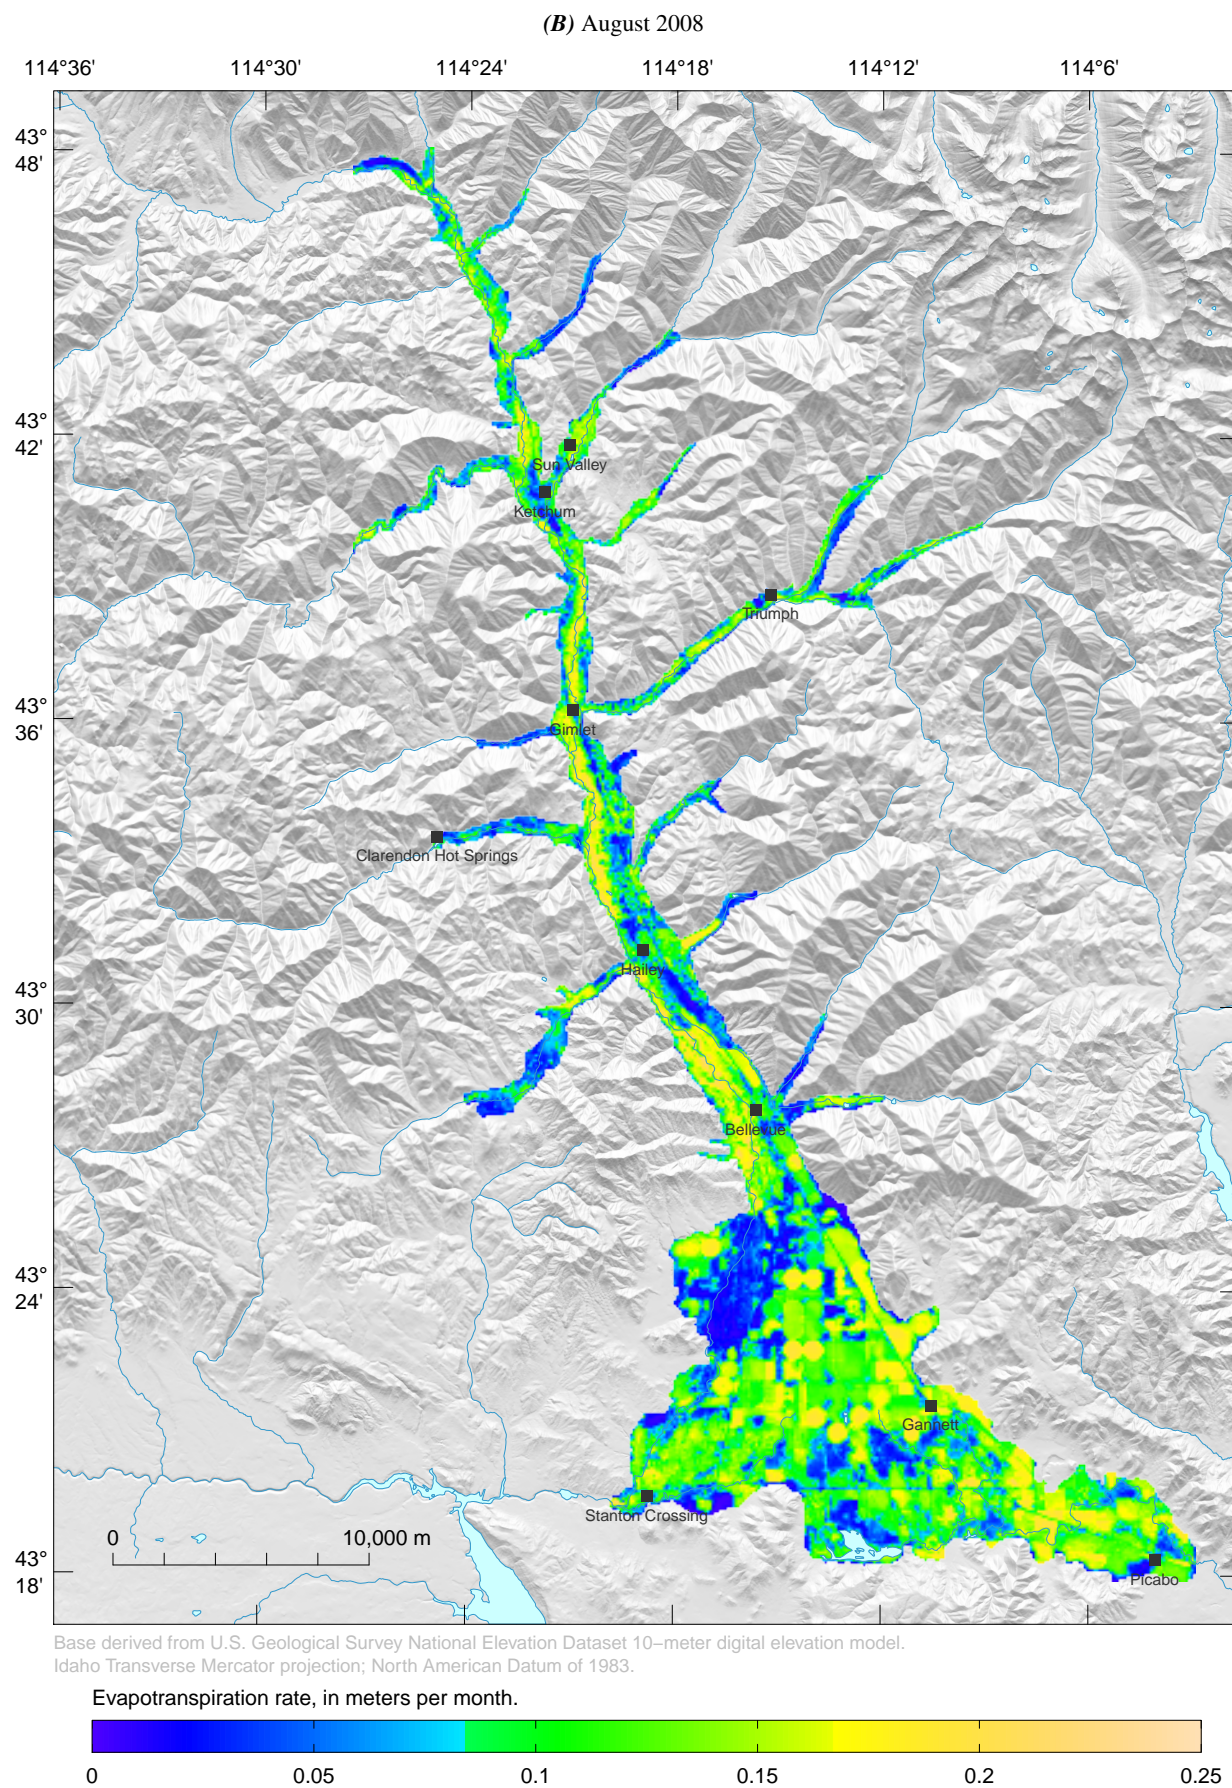 (B) August 2008
114°36' 114°30' 114°24' 114°18' 114°12' 114°6'
43°
48'
43°
42'
Sun Valley
Ketchum
Triumph
43°
36'
Gimlet
Clarendon Hot Springs
Hailey
43°
30'
Bellevue
43°
24'
Gannett
Stanton Crossing
0 10,000 m
43°
18'
Picabo
Base derived from U.S. Geological Survey National Elevation Dataset 10−meter digital elevation model.
Idaho Transverse Mercator projection; North American Datum of 1983.
Evapotranspiration rate, in meters per month.
0 0.05 0.1 0.15 0.2 0.25